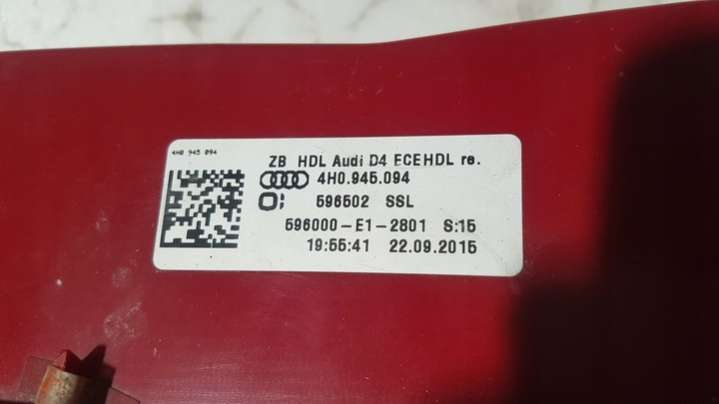 4H0 945 094
ZB HDL Audi D4 ECEHDL re.
4H0.945.094
596502 SSL
596000-E1-2801 S:15
19:55:41 22.09.2015